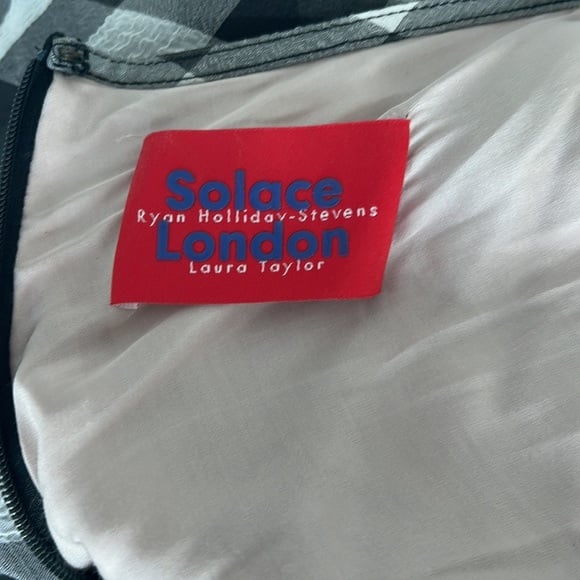 Solace
Ryan Holliday-Stevens
London
Laura Taylor